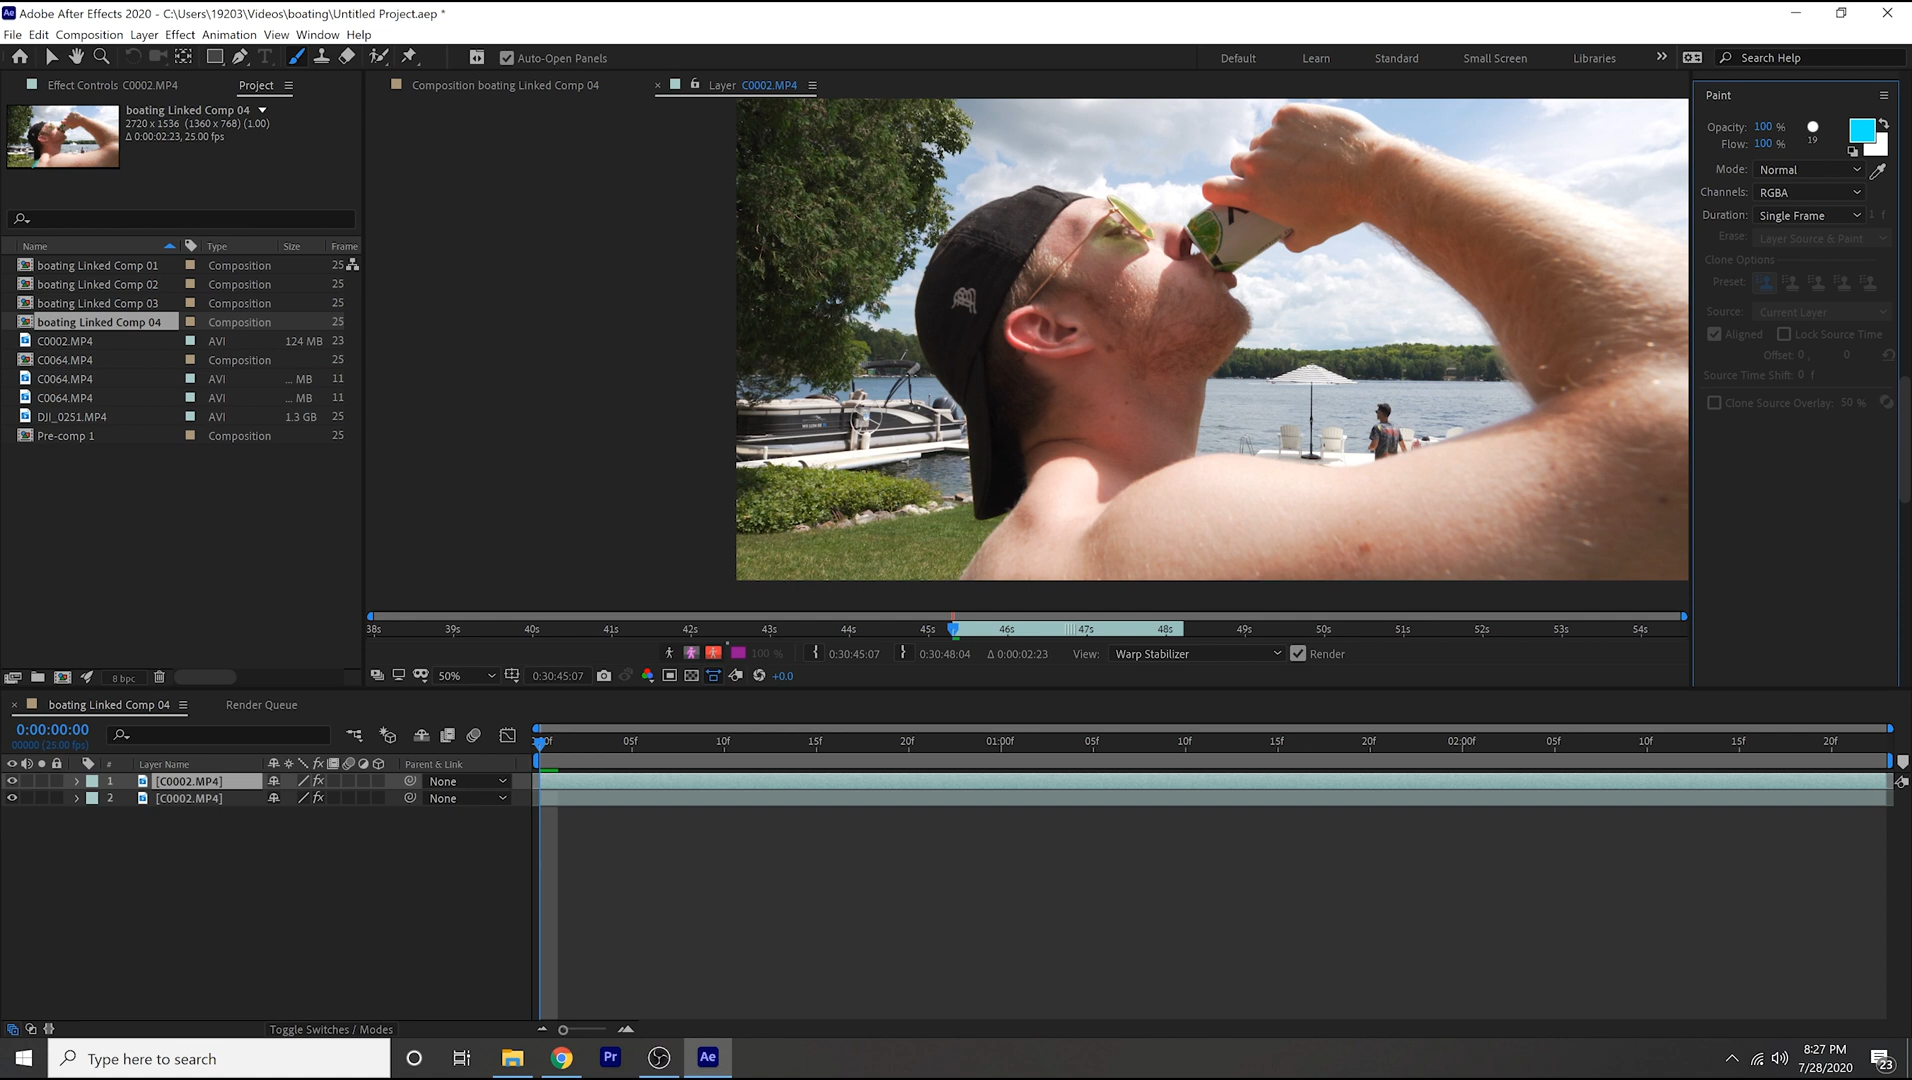 Adobe After Effects 2020 - C:\Users\19203\Videos\boating\Untitled Project.aep *
File Edit Composition Layer Effect Animation View Window Help
Auto-Open Panels
Default Learn Standard Small Screen Libraries Search Help
Effect Controls C0002.MP4 Project
Composition boating Linked Comp 04
Layer C0002.MP4
Paint
boating Linked Comp 04
2720 x 1536 (1360 x 768) (1.00)
Δ 0:00:02:23, 25.00 fps
Opacity: 100 %
Flow: 100 %
19
Mode: Normal
Channels: RGBA
Duration: Single Frame 1 f
Erase: Layer Source & Paint
Clone Options
Preset:
Source: Current Layer
Aligned Lock Source Time
Offset: 0 , 0
Source Time Shift: 0 f
Clone Source Overlay: 50 %
Name Type Size Frame
boating Linked Comp 01 Composition 25
boating Linked Comp 02 Composition 25
boating Linked Comp 03 Composition 25
boating Linked Comp 04 Composition 25
C0002.MP4 AVI 124 MB 23
C0064.MP4 Composition 25
C0064.MP4 AVI ... MB 11
C0064.MP4 AVI ... MB 11
DJI_0251.MP4 AVI 1.3 GB 25
Pre-comp 1 Composition 25
38s 39s 40s 41s 42s 43s 44s 45s 46s 47s 48s 49s 50s 51s 52s 53s 54s
100 % 0:30:45:07 0:30:48:04 Δ 0:00:02:23 View: Warp Stabilizer Render
8 bpc 50% 0:30:45:07 +0.0
boating Linked Comp 04 Render Queue
0:00:00:00
00000 (25.00 fps)
05f 10f 15f 20f 01:00f 05f 10f 15f 20f 02:00f 05f 10f 15f 20f
# Layer Name Parent & Link
1 [C0002.MP4] None
2 [C0002.MP4] None
Toggle Switches / Modes
Type here to search
Pr
Ae
8:27 PM
7/28/2020
23